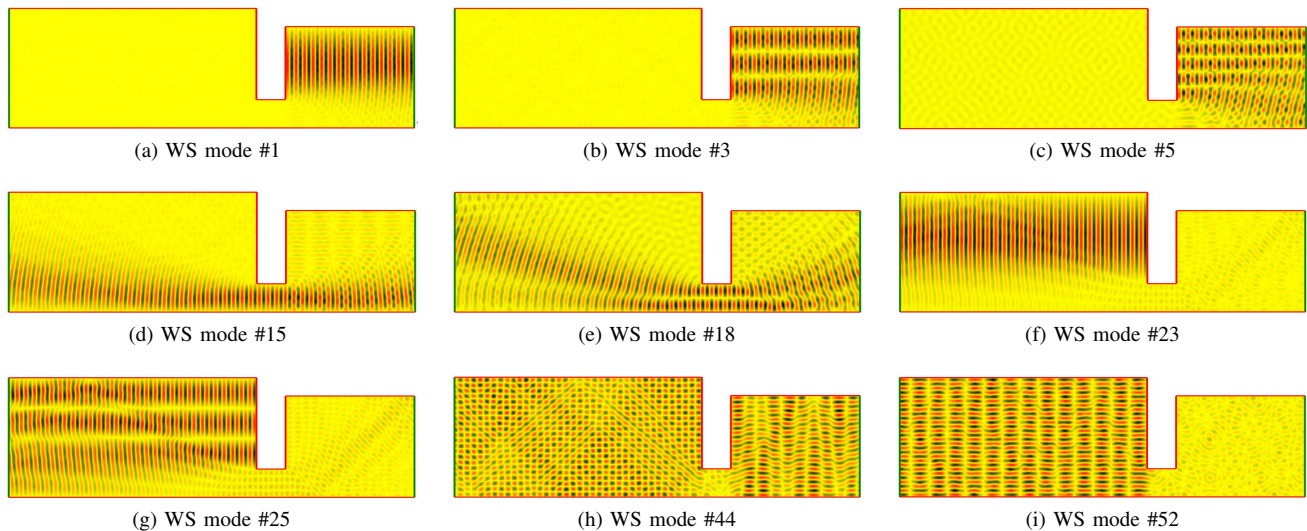 (a) WS mode #1
(b) WS mode #3
(c) WS mode #5
(d) WS mode #15
(e) WS mode #18
(f) WS mode #23
(g) WS mode #25
(h) WS mode #44
(i) WS mode #52